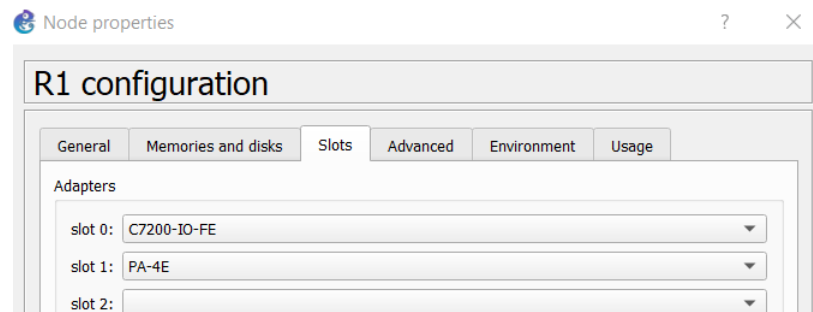 Node properties
R1 configuration
General Memories and disks Slots Advanced Environment Usage
Adapters
slot 0: C7200-IO-FE
slot 1: PA-4E
slot 2: